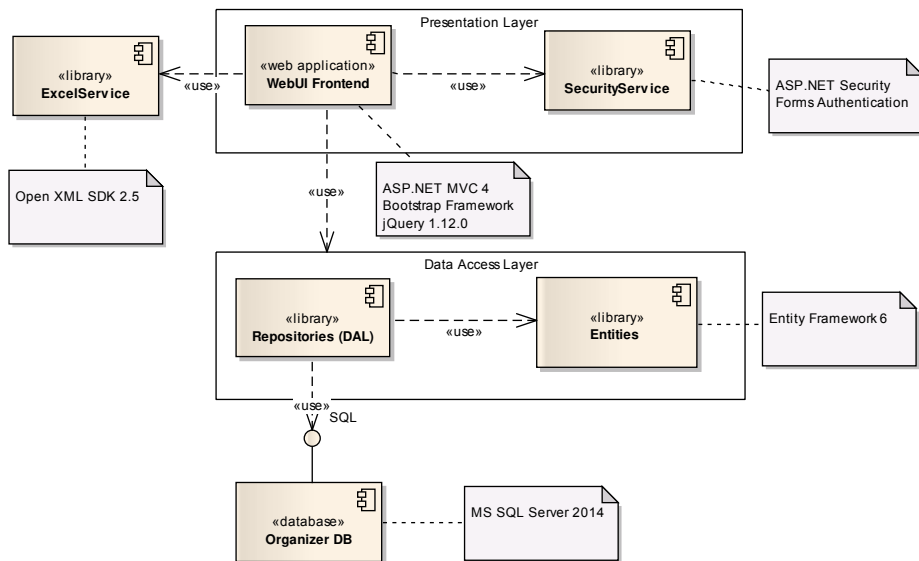 Presentation Layer
«library»
ExcelService
«use»
«web application»
WebUI Frontend
«use»
«library»
SecurityService
ASP.NET Security
Forms Authentication
Open XML SDK 2.5
«use»
ASP.NET MVC 4
Bootstrap Framework
jQuery 1.12.0
Data Access Layer
«library»
Repositories (DAL)
«use»
«library»
Entities
Entity Framework 6
«use»
SQL
«database»
Organizer DB
MS SQL Server 2014